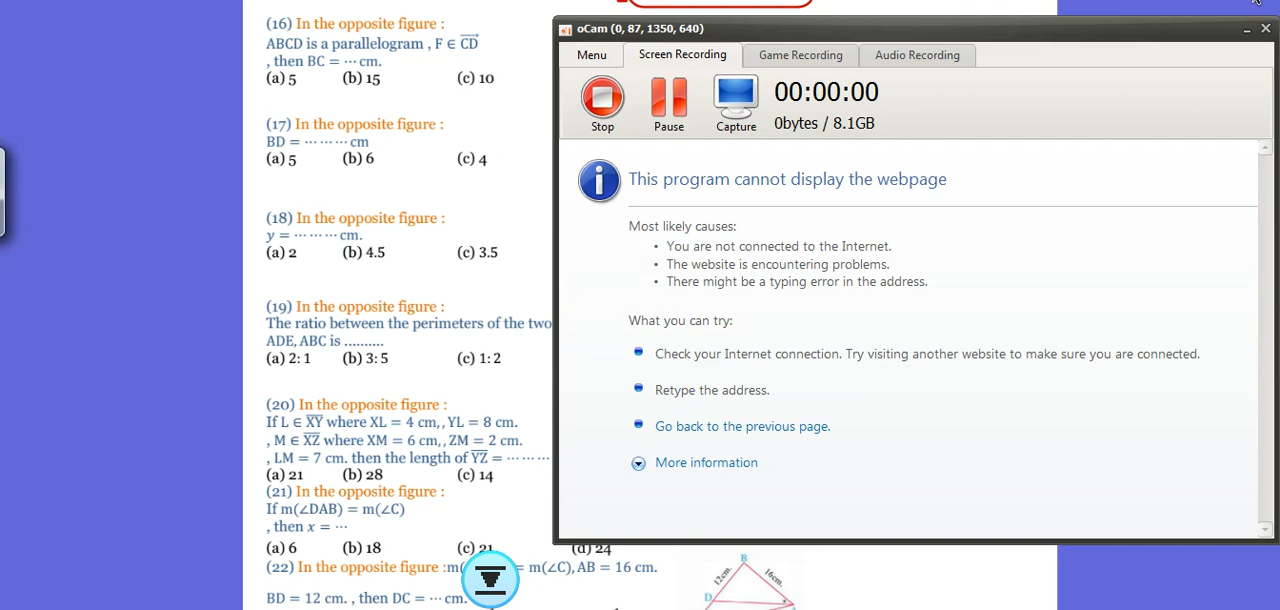 (16) In the opposite figure :
ABCD is a parallelogram , F ∈ CD
, then BC = ··· cm.
(a) 5 (b) 15 (c) 10
(17) In the opposite figure :
BD = ··· ··· ··· cm
(a) 5 (b) 6 (c) 4
(18) In the opposite figure :
y = ··· ··· ··· cm.
(a) 2 (b) 4.5 (c) 3.5
(19) In the opposite figure :
The ratio between the perimeters of the two
ADE, ABC is ..........
(a) 2: 1 (b) 3: 5 (c) 1: 2
(20) In the opposite figure :
If L ∈ XY where XL = 4 cm, , YL = 8 cm.
, M ∈ XZ where XM = 6 cm, , ZM = 2 cm.
, LM = 7 cm. then the length of YZ = ··· ··· ···
(a) 21 (b) 28 (c) 14
(21) In the opposite figure :
If m(∠DAB) = m(∠C)
, then x = ···
(a) 6 (b) 18 (c) 21 (d) 24
(22) In the opposite figure : m( = m(∠C), AB = 16 cm.
BD = 12 cm. , then DC = ··· cm.
B
12cm.
16cm.
D
oCam (0, 87, 1350, 640)
Menu Screen Recording Game Recording Audio Recording
00:00:00
0bytes / 8.1GB
Stop Pause Capture
This program cannot display the webpage
Most likely causes:
• You are not connected to the Internet.
• The website is encountering problems.
• There might be a typing error in the address.
What you can try:
Check your Internet connection. Try visiting another website to make sure you are connected.
Retype the address.
Go back to the previous page.
More information